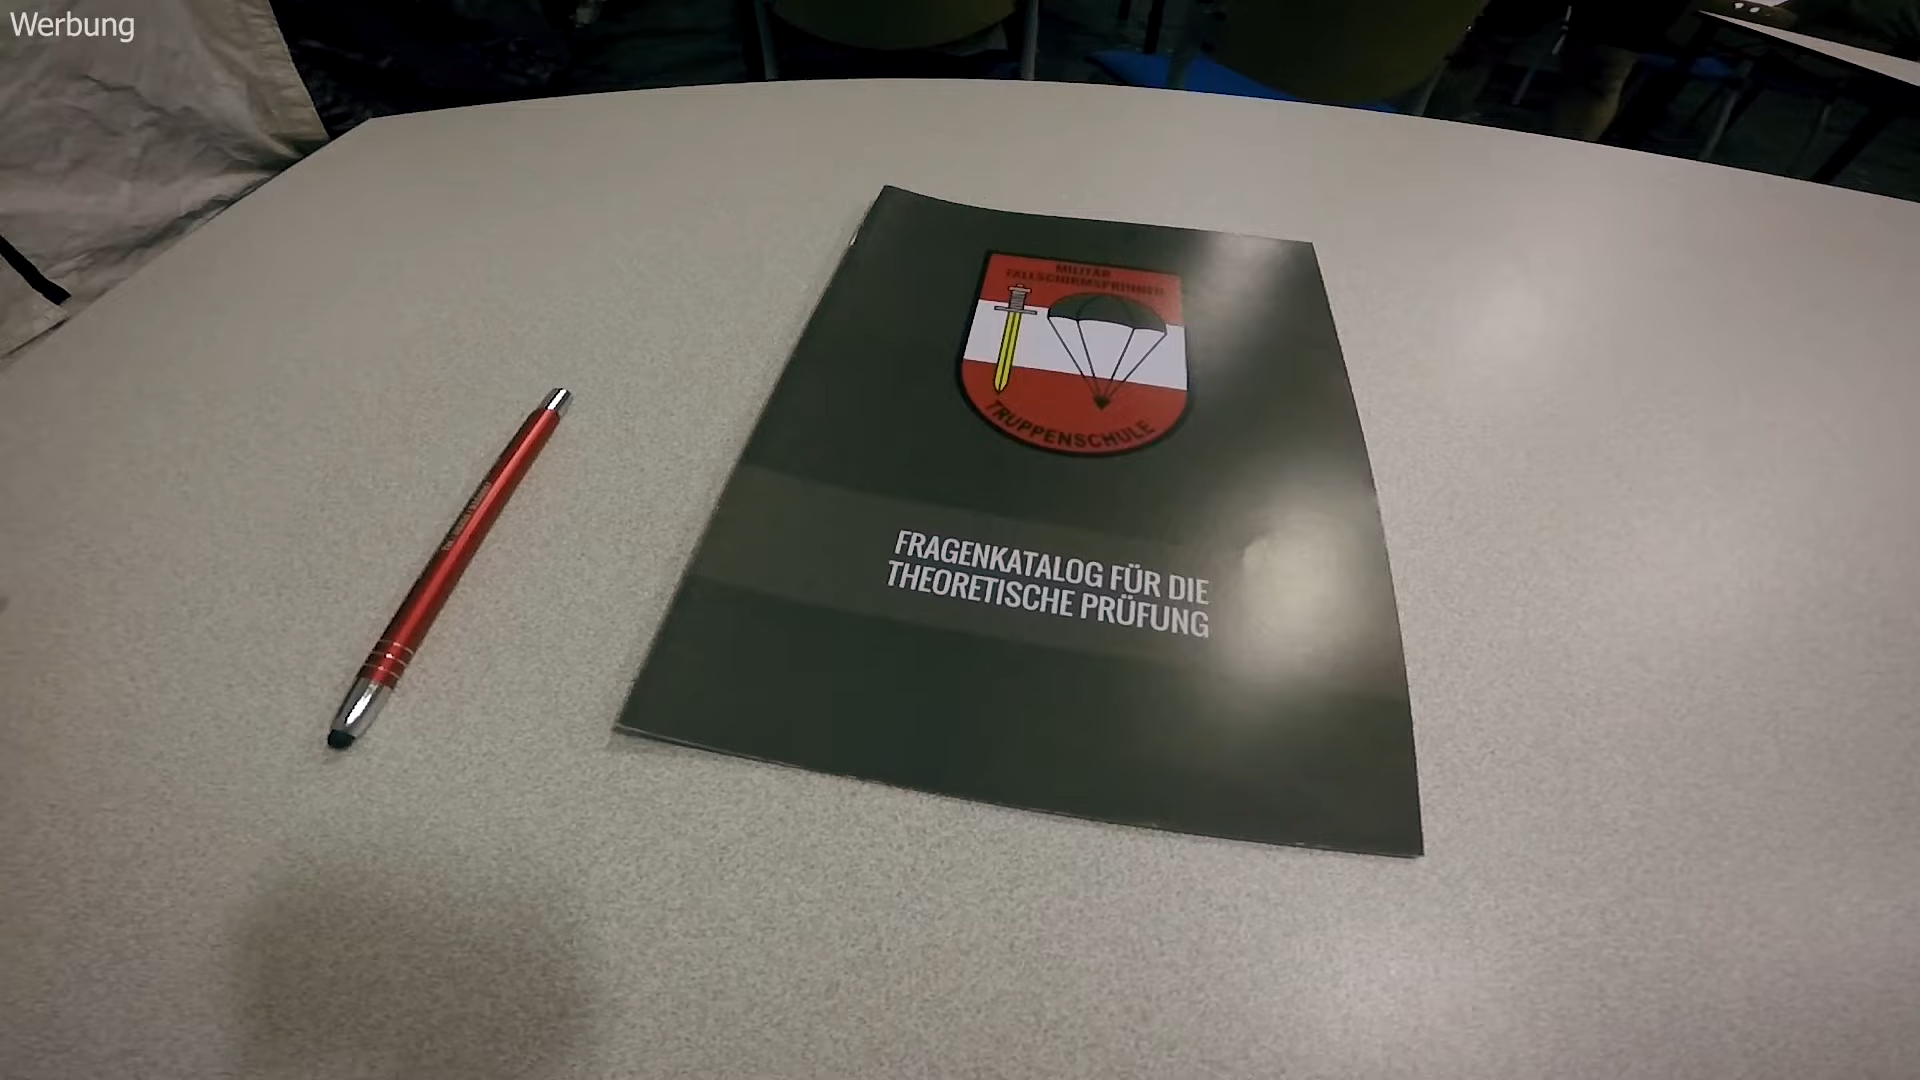 Werbung
MILITÄR
FALLSCHIRMSPRINGER
TRUPPENSCHULE
FRAGENKATALOG FÜR DIE
THEORETISCHE PRÜFUNG